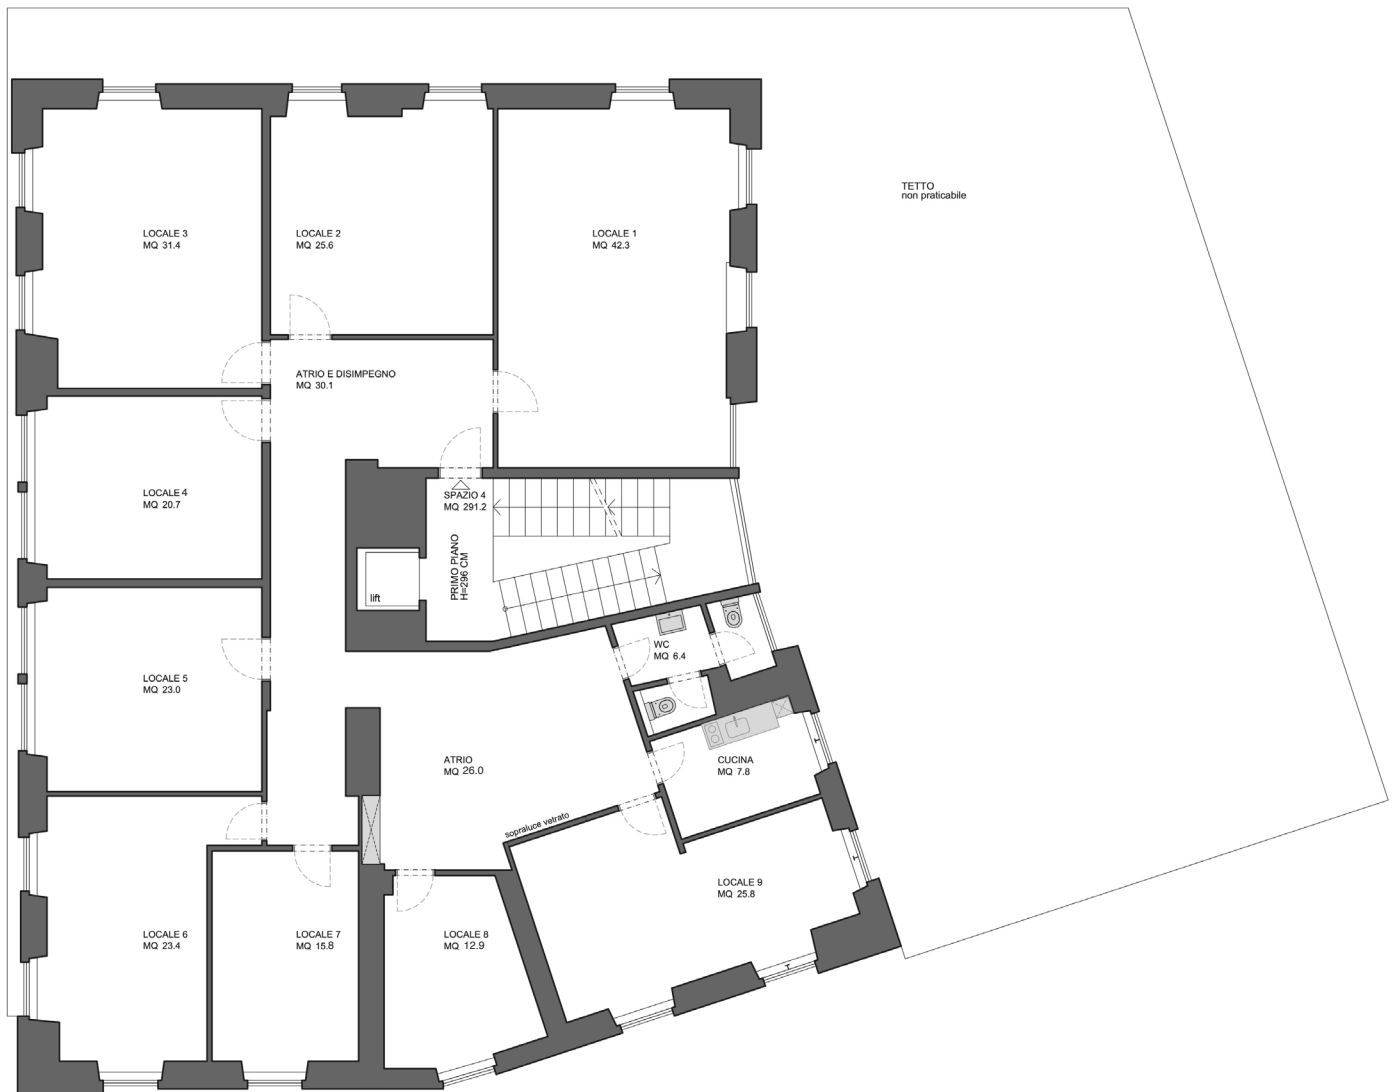 TETTO
non praticabile
LOCALE 3
MQ 31.4
LOCALE 2
MQ 25.6
LOCALE 1
MQ 42.3
ATRIO E DISIMPEGNO
MQ 30.1
LOCALE 4
MQ 20.7
SPAZIO 4
MQ 291.2
PRIMO PIANO
H=296 CM
lift
LOCALE 5
MQ 23.0
WC
MQ 6.4
ATRIO
MQ 26.0
CUCINA
MQ 7.8
sopraluce vetrato
LOCALE 9
MQ 25.8
LOCALE 6
MQ 23.4
LOCALE 7
MQ 15.8
LOCALE 8
MQ 12.9